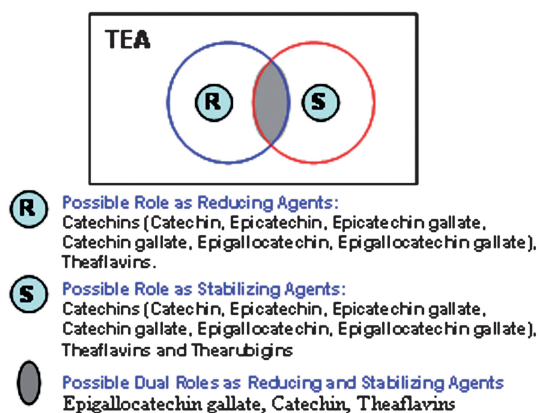 TEA
R S
R Possible Role as Reducing Agents:
Catechins (Catechin, Epicatechin, Epicatechin gallate,
Catechin gallate, Epigallocatechin, Epigallocatechin gallate),
Theaflavins.
S Possible Role as Stabilizing Agents:
Catechins (Catechin, Epicatechin, Epicatechin gallate,
Catechin gallate, Epigallocatechin, Epigallocatechin gallate),
Theaflavins and Thearubigins
Possible Dual Roles as Reducing and Stabilizing Agents
Epigallocatechin gallate, Catechin, Theaflavins